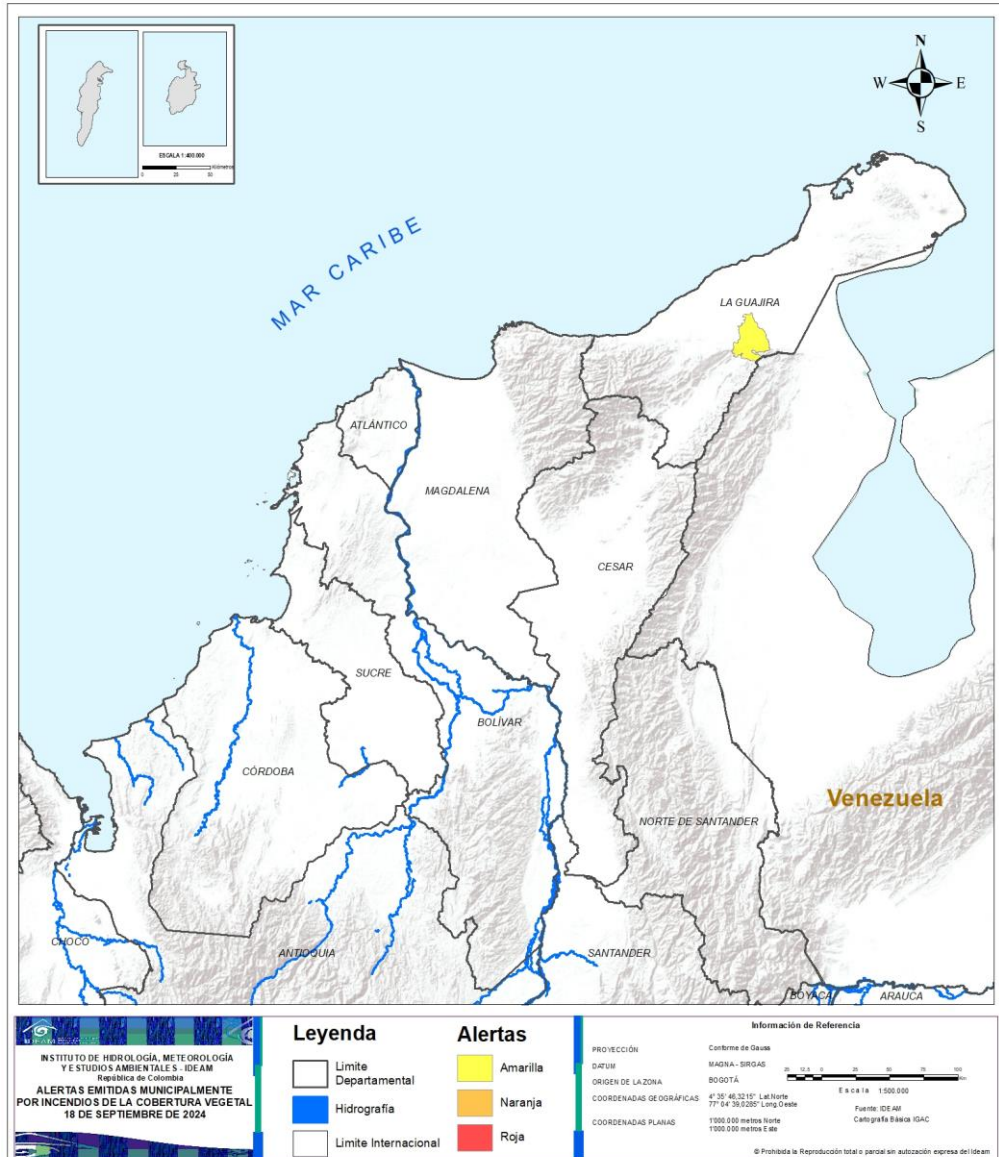 ESCALA 1:400.000
Kilómetros
N
W
E
S
MAR CARIBE
LA GUAJIRA
ATLÁNTICO
MAGDALENA
CESAR
SUCRE
BOLÍVAR
CÓRDOBA
Venezuela
NORTE DE SANTANDER
CHOCO
ANTIOQUIA
SANTANDER
BOYACÁ
ARAUCA
IDEAM
INSTITUTO DE HIDROLOGÍA, METEOROLOGÍA
Y ESTUDIOS AMBIENTALES - IDEAM
República de Colombia
ALERTAS EMITIDAS MUNICIPALMENTE
POR INCENDIOS DE LA COBERTURA VEGETAL
18 DE SEPTIEMBRE DE 2024
Leyenda
Limite
Departamental
Hidrografía
Limite Internacional
Alertas
Amarilla
Naranja
Roja
Información de Referencia
PROYECCIÓN Conforme de Gauss
DATUM MAGNA - SIRGAS
ORIGEN DE LA ZONA BOGOTÁ
COORDENADAS GEOGRÁFICAS 4° 35' 46,3215" Lat.Norte
77° 04' 39,0285" Long.Oeste
COORDENADAS PLANAS 1'000.000 metros Norte
1'000.000 metros Este
Escala 1:500.000
Fuente: IDEAM
Cartografía Básica IGAC
© Prohibida la Reproducción total o parcial sin autozación expresa del Ideam